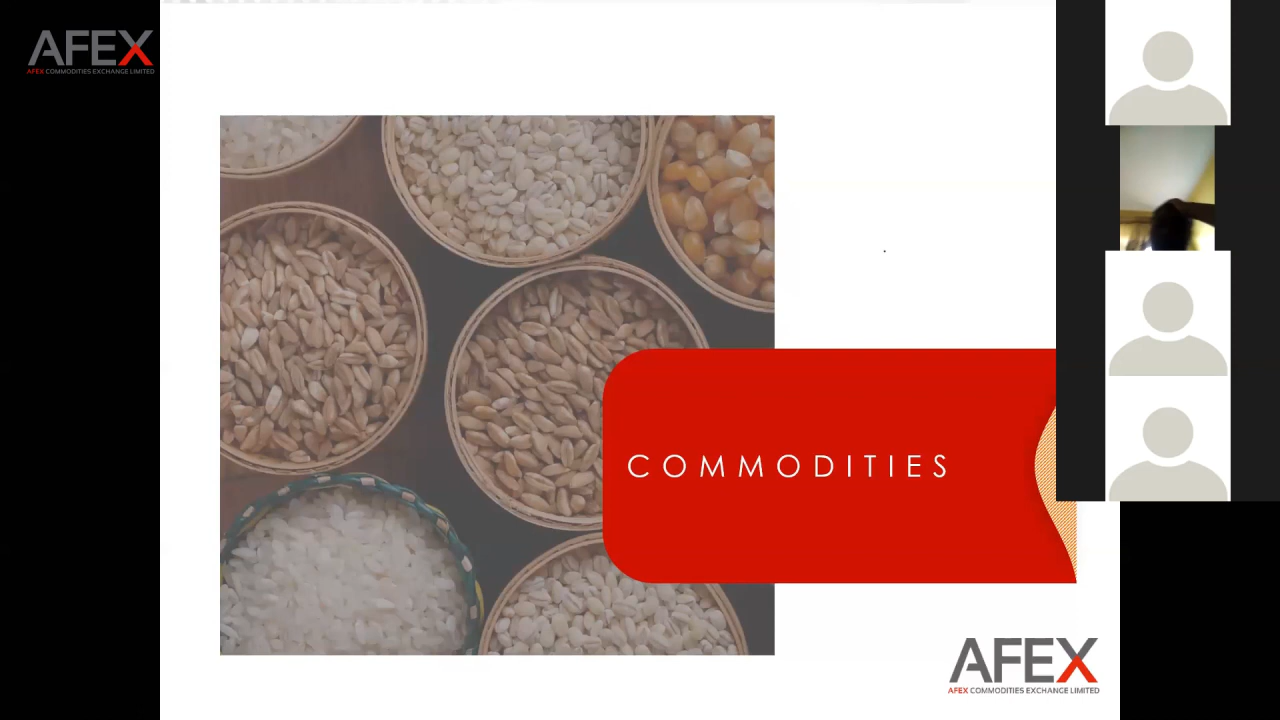 AFEX
AFEX COMMODITIES EXCHANGE LIMITED
COMMODITIES
AFEX
AFEX COMMODITIES EXCHANGE LIMITED